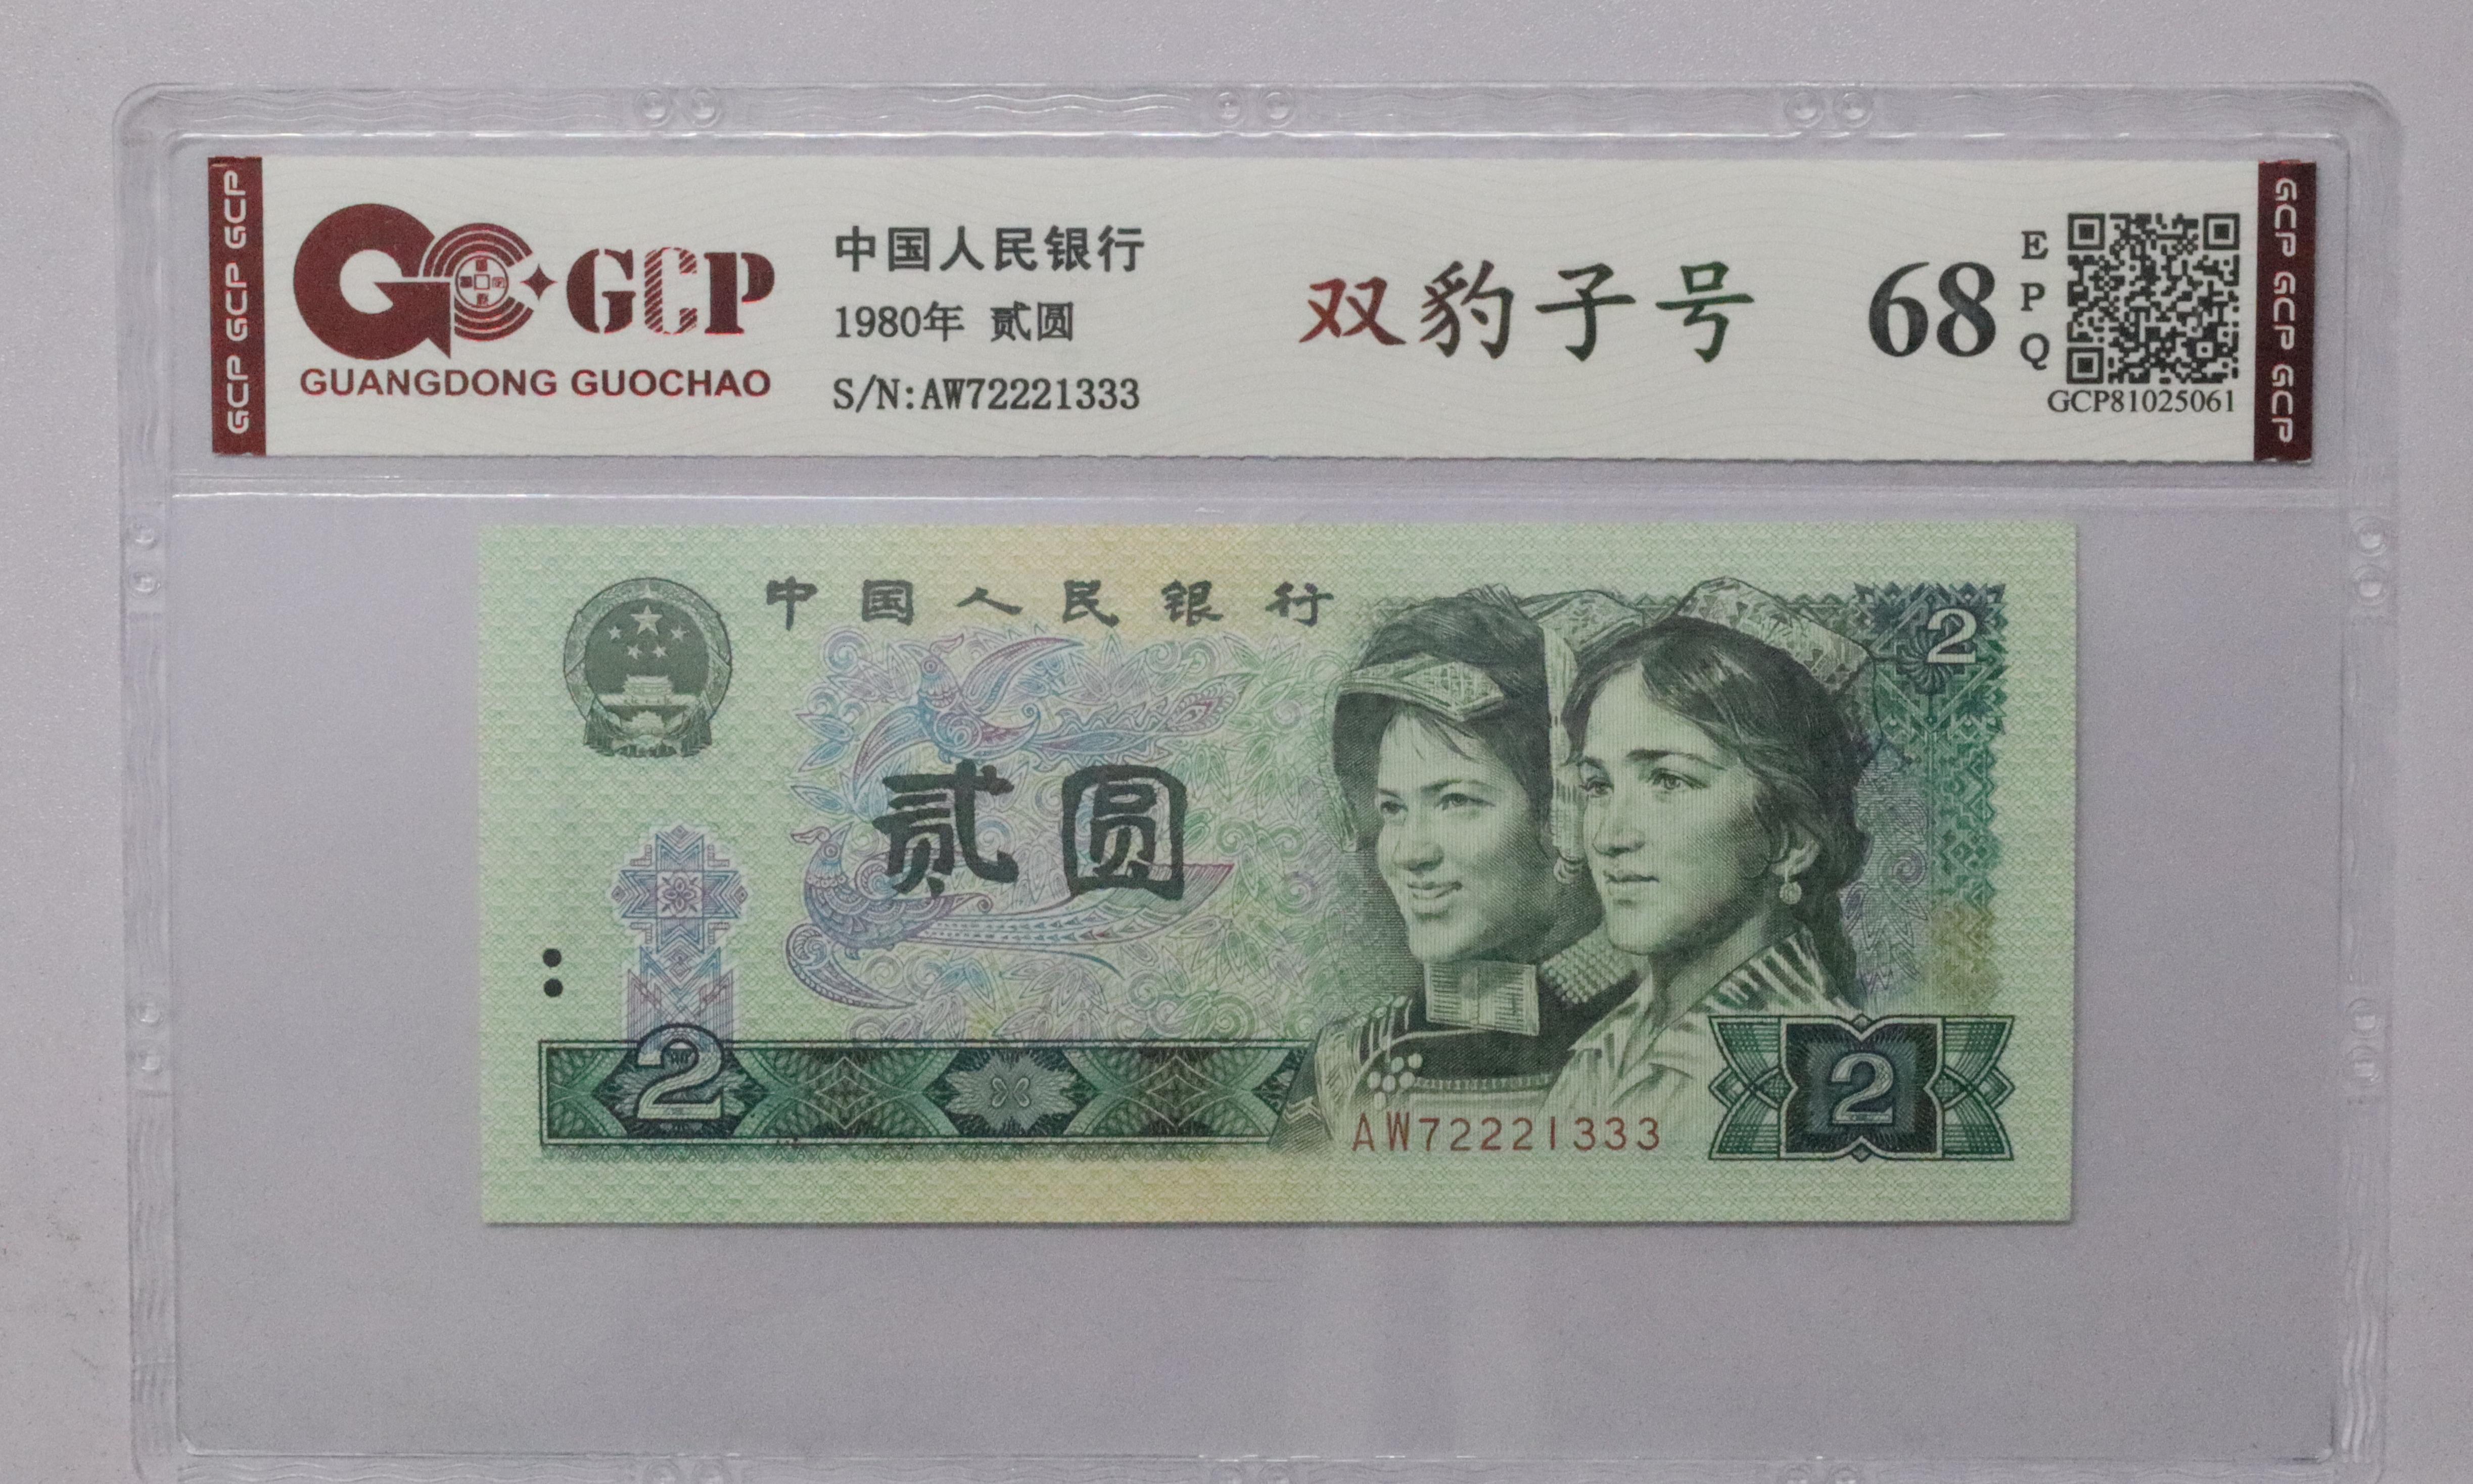 GCP GCP GCP
GCP
GUANGDONG GUOCHAO
中国人民银行
1980年 贰圆
S/N:AW72221333
双豹子号
68
E
P
Q
GCP81025061
GCP GCP GCP
中国人民银行
2
贰圆
2
AW72221333
2